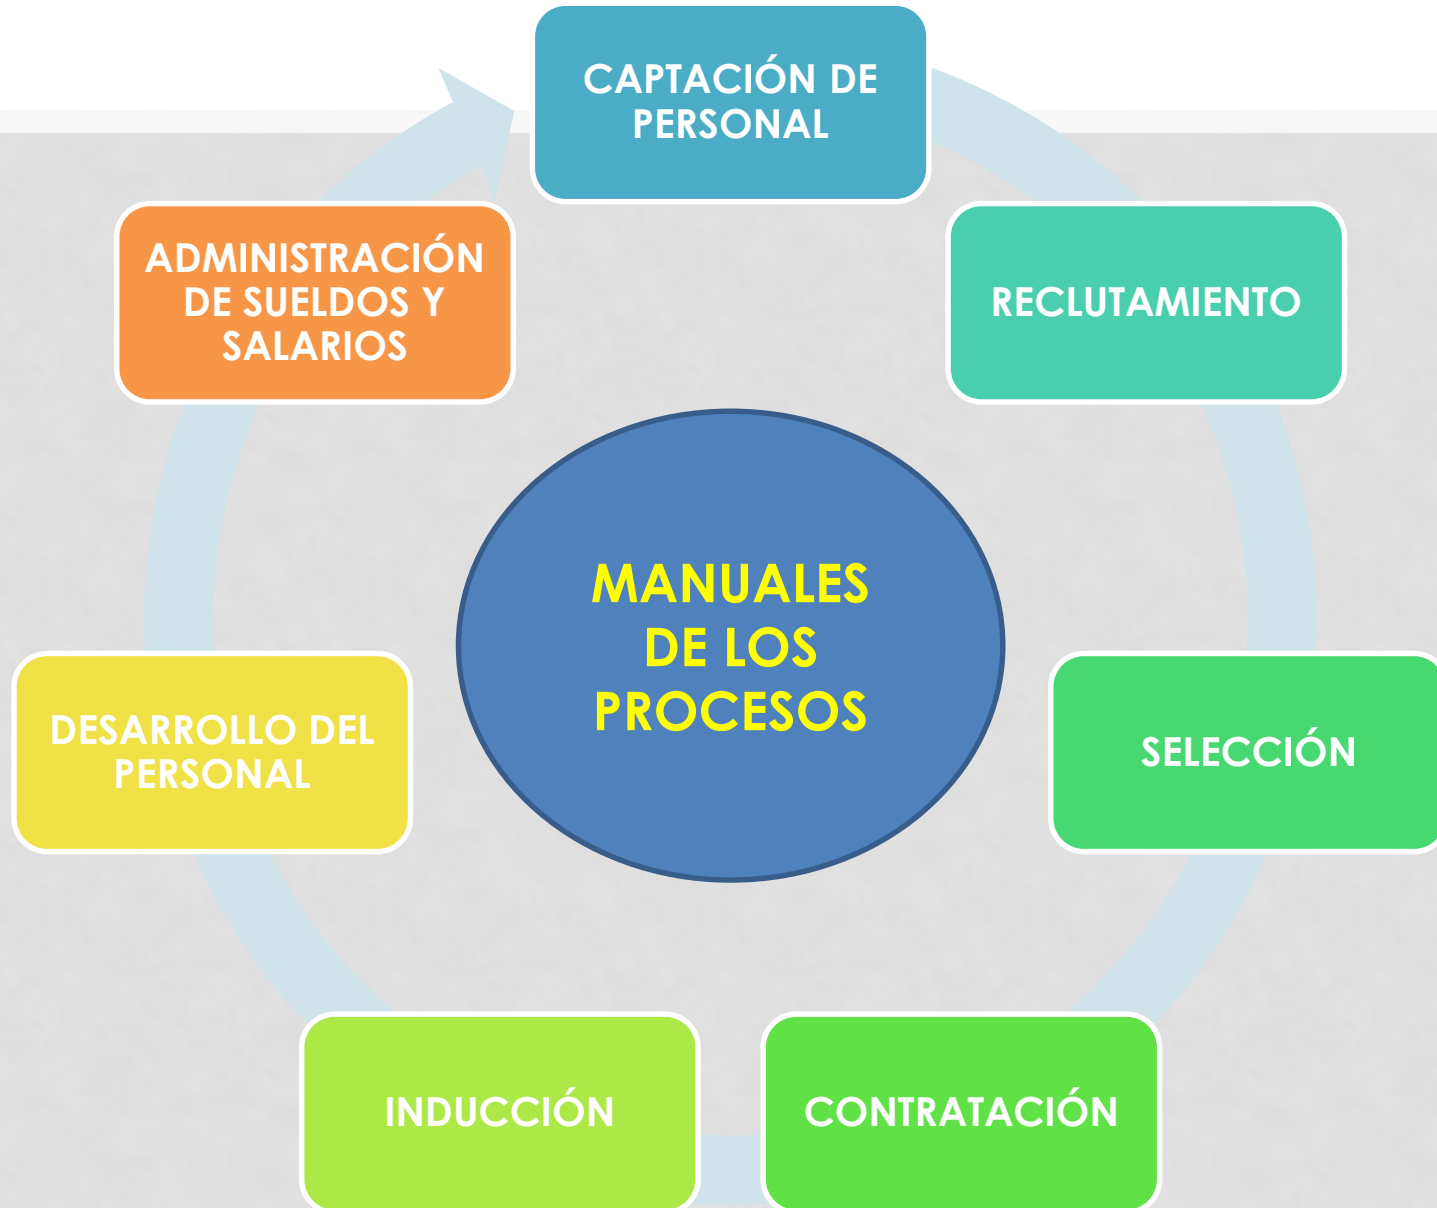 CAPTACIÓN DE
PERSONAL
RECLUTAMIENTO
SELECCIÓN
CONTRATACIÓN
INDUCCIÓN
DESARROLLO DEL
PERSONAL
ADMINISTRACIÓN
DE SUELDOS Y
SALARIOS
MANUALES
DE LOS
PROCESOS